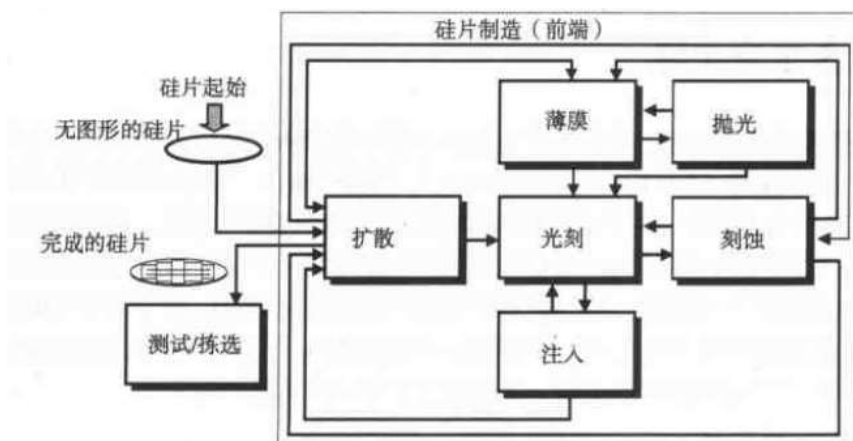 硅片制造（前端）
硅片起始
无图形的硅片
薄膜
抛光
完成的硅片
扩散
光刻
刻蚀
测试/拣选
注入